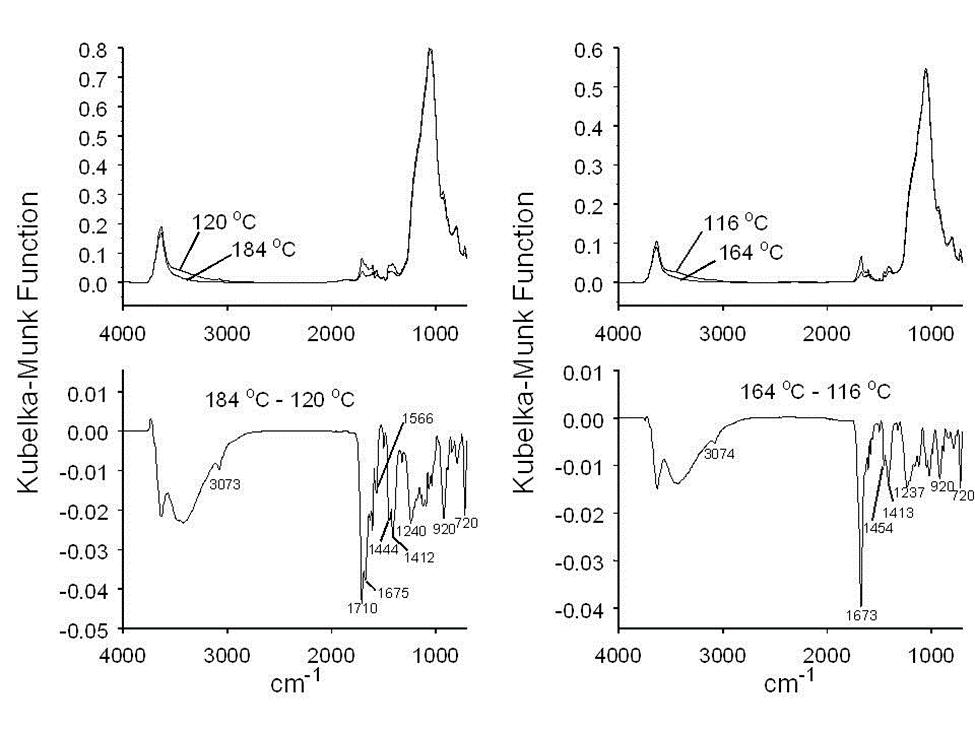 Kubelka-Munk Function
0.8
0.7
0.6
0.5
0.4
0.3
0.2
0.1
0.0
120 °C
184 °C
4000 3000 2000 1000
Kubelka-Munk Function
0.6
0.5
0.4
0.3
0.2
0.1
0.0
116 °C
164 °C
4000 3000 2000 1000
Kubelka-Munk Function
0.01
0.00
-0.01
-0.02
-0.03
-0.04
-0.05
184 °C - 120 °C
1566
3073
1444
1412
1240
920
720
1675
1710
4000 3000 2000 1000
cm-1
Kubelka-Munk Function
0.01
0.00
-0.01
-0.02
-0.03
-0.04
164 °C - 116 °C
3074
1454
1413
1237
920
720
1673
4000 3000 2000 1000
cm-1